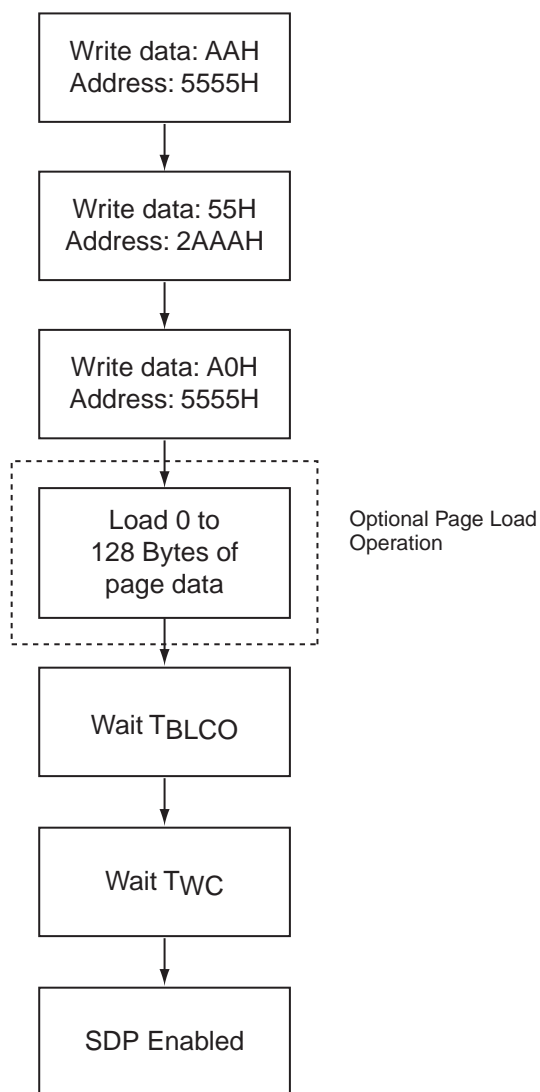 Write data: AAH
Address: 5555H
Write data: 55H
Address: 2AAAH
Write data: A0H
Address: 5555H
Load 0 to
128 Bytes of
page data
Optional Page Load
Operation
Wait TBLCO
Wait TWC
SDP Enabled